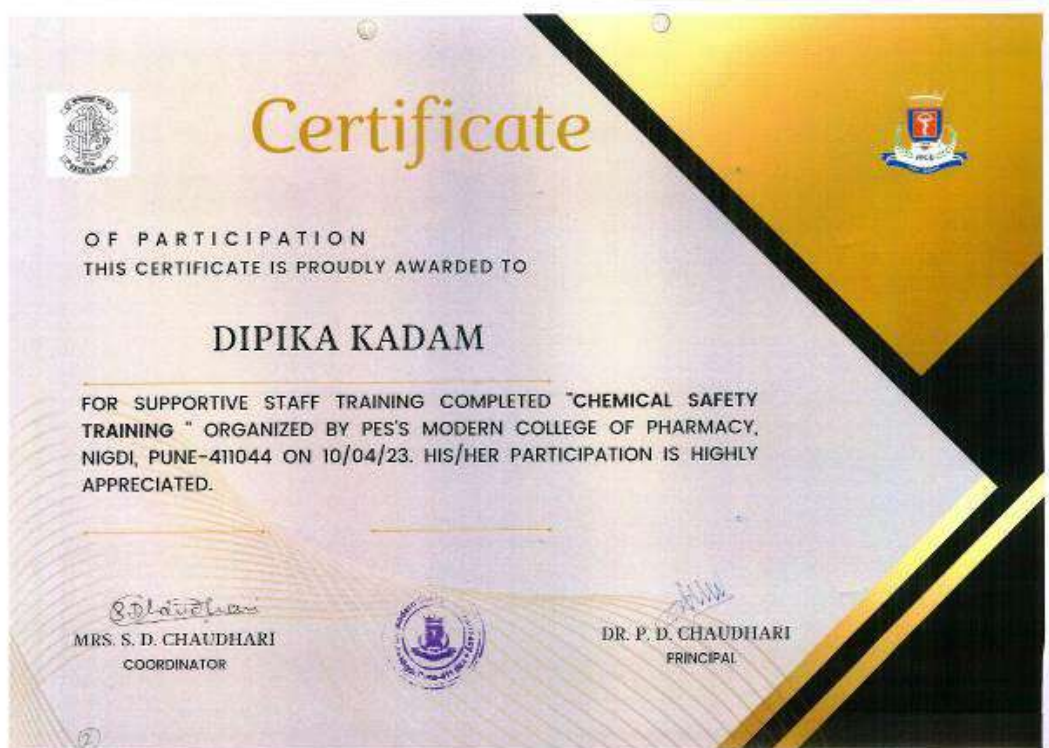 Certificate
OF PARTICIPATION
THIS CERTIFICATE IS PROUDLY AWARDED TO
DIPIKA KADAM
FOR SUPPORTIVE STAFF TRAINING COMPLETED "CHEMICAL SAFETY
TRAINING " ORGANIZED BY PES'S MODERN COLLEGE OF PHARMACY,
NIGDI, PUNE-411044 ON 10/04/23. HIS/HER PARTICIPATION IS HIGHLY
APPRECIATED.
MRS. S. D. CHAUDHARI
COORDINATOR
DR. P. D. CHAUDHARI
PRINCIPAL
2